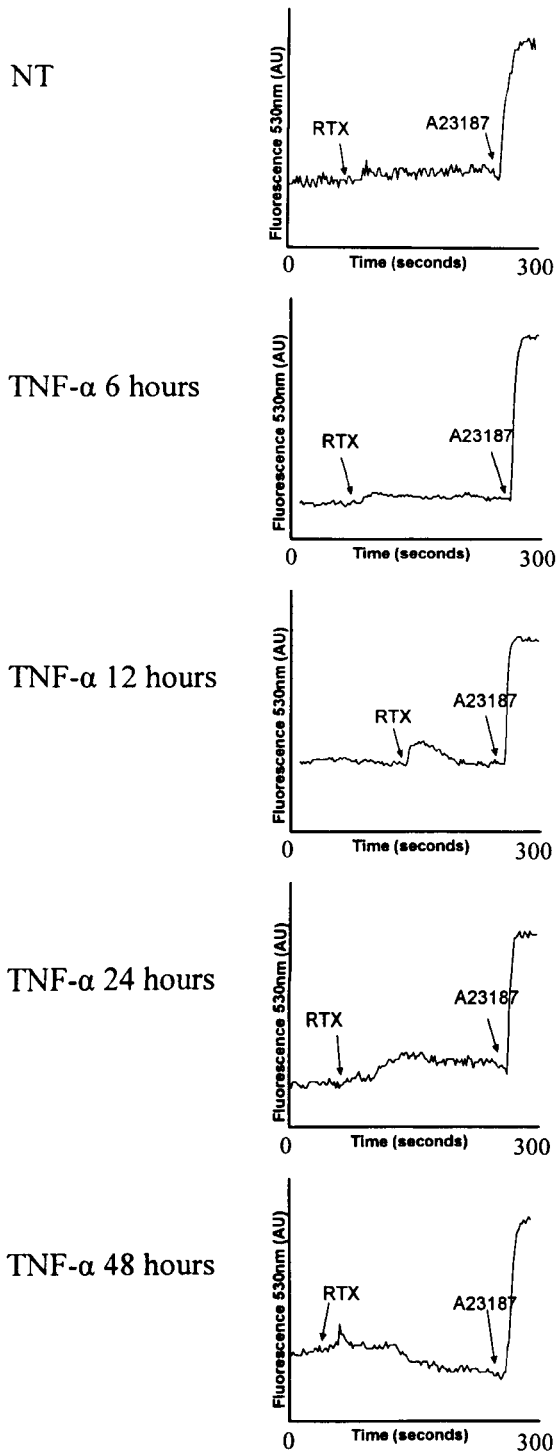 NT
Fluorescence 530nm (AU)
RTX
A23187
0
Time (seconds)
300
TNF-α 6 hours
Fluorescence 530nm (AU)
RTX
A23187
0
Time (seconds)
300
TNF-α 12 hours
Fluorescence 530nm (AU)
RTX
A23187
0
Time (seconds)
300
TNF-α 24 hours
Fluorescence 530nm (AU)
RTX
A23187
0
Time (seconds)
300
TNF-α 48 hours
Fluorescence 530nm (AU)
RTX
A23187
0
Time (seconds)
300